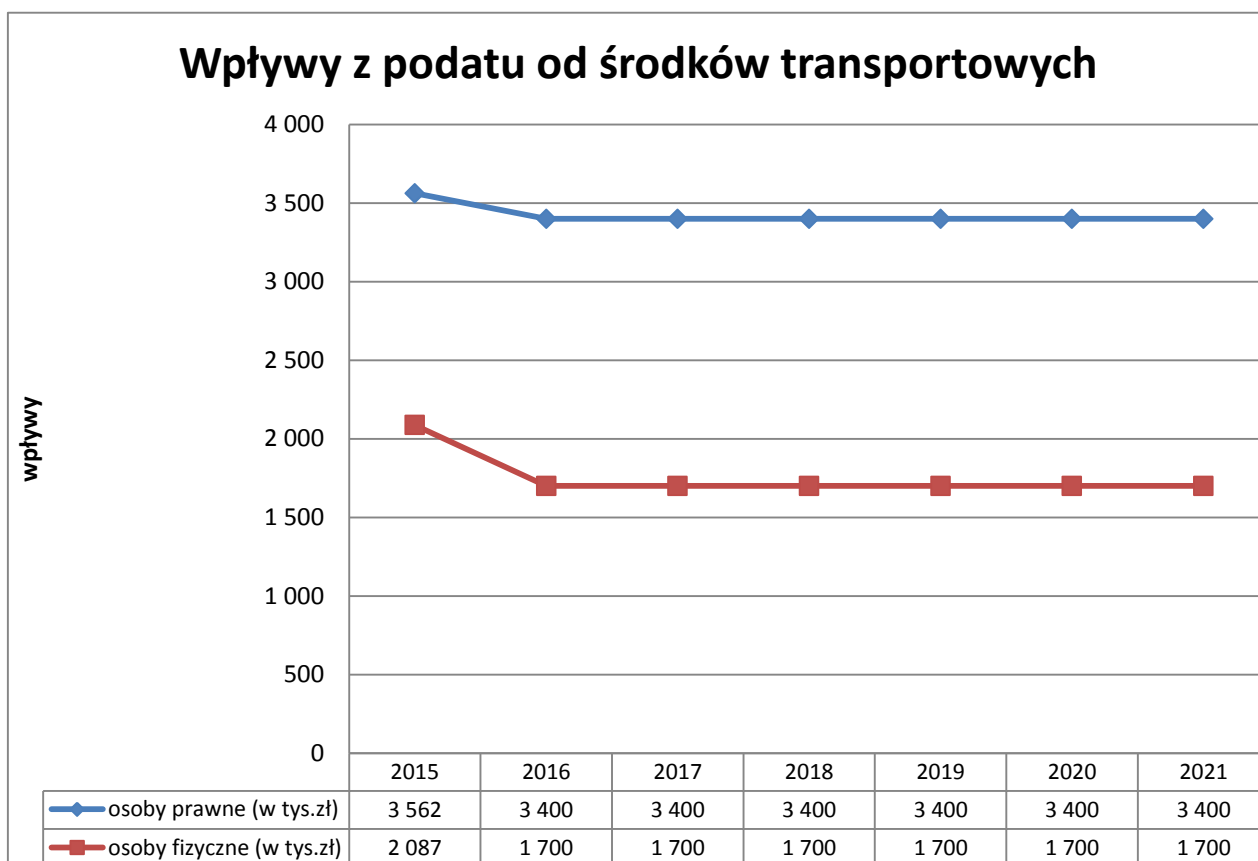 Wpływy z podatu od środków transportowych
4 000
3 500
3 000
2 500
2 000
1 500
1 000
500
0
wpływy
2015 2016 2017 2018 2019 2020 2021
osoby prawne (w tys.zł) 3 562 3 400 3 400 3 400 3 400 3 400 3 400
osoby fizyczne (w tys.zł) 2 087 1 700 1 700 1 700 1 700 1 700 1 700